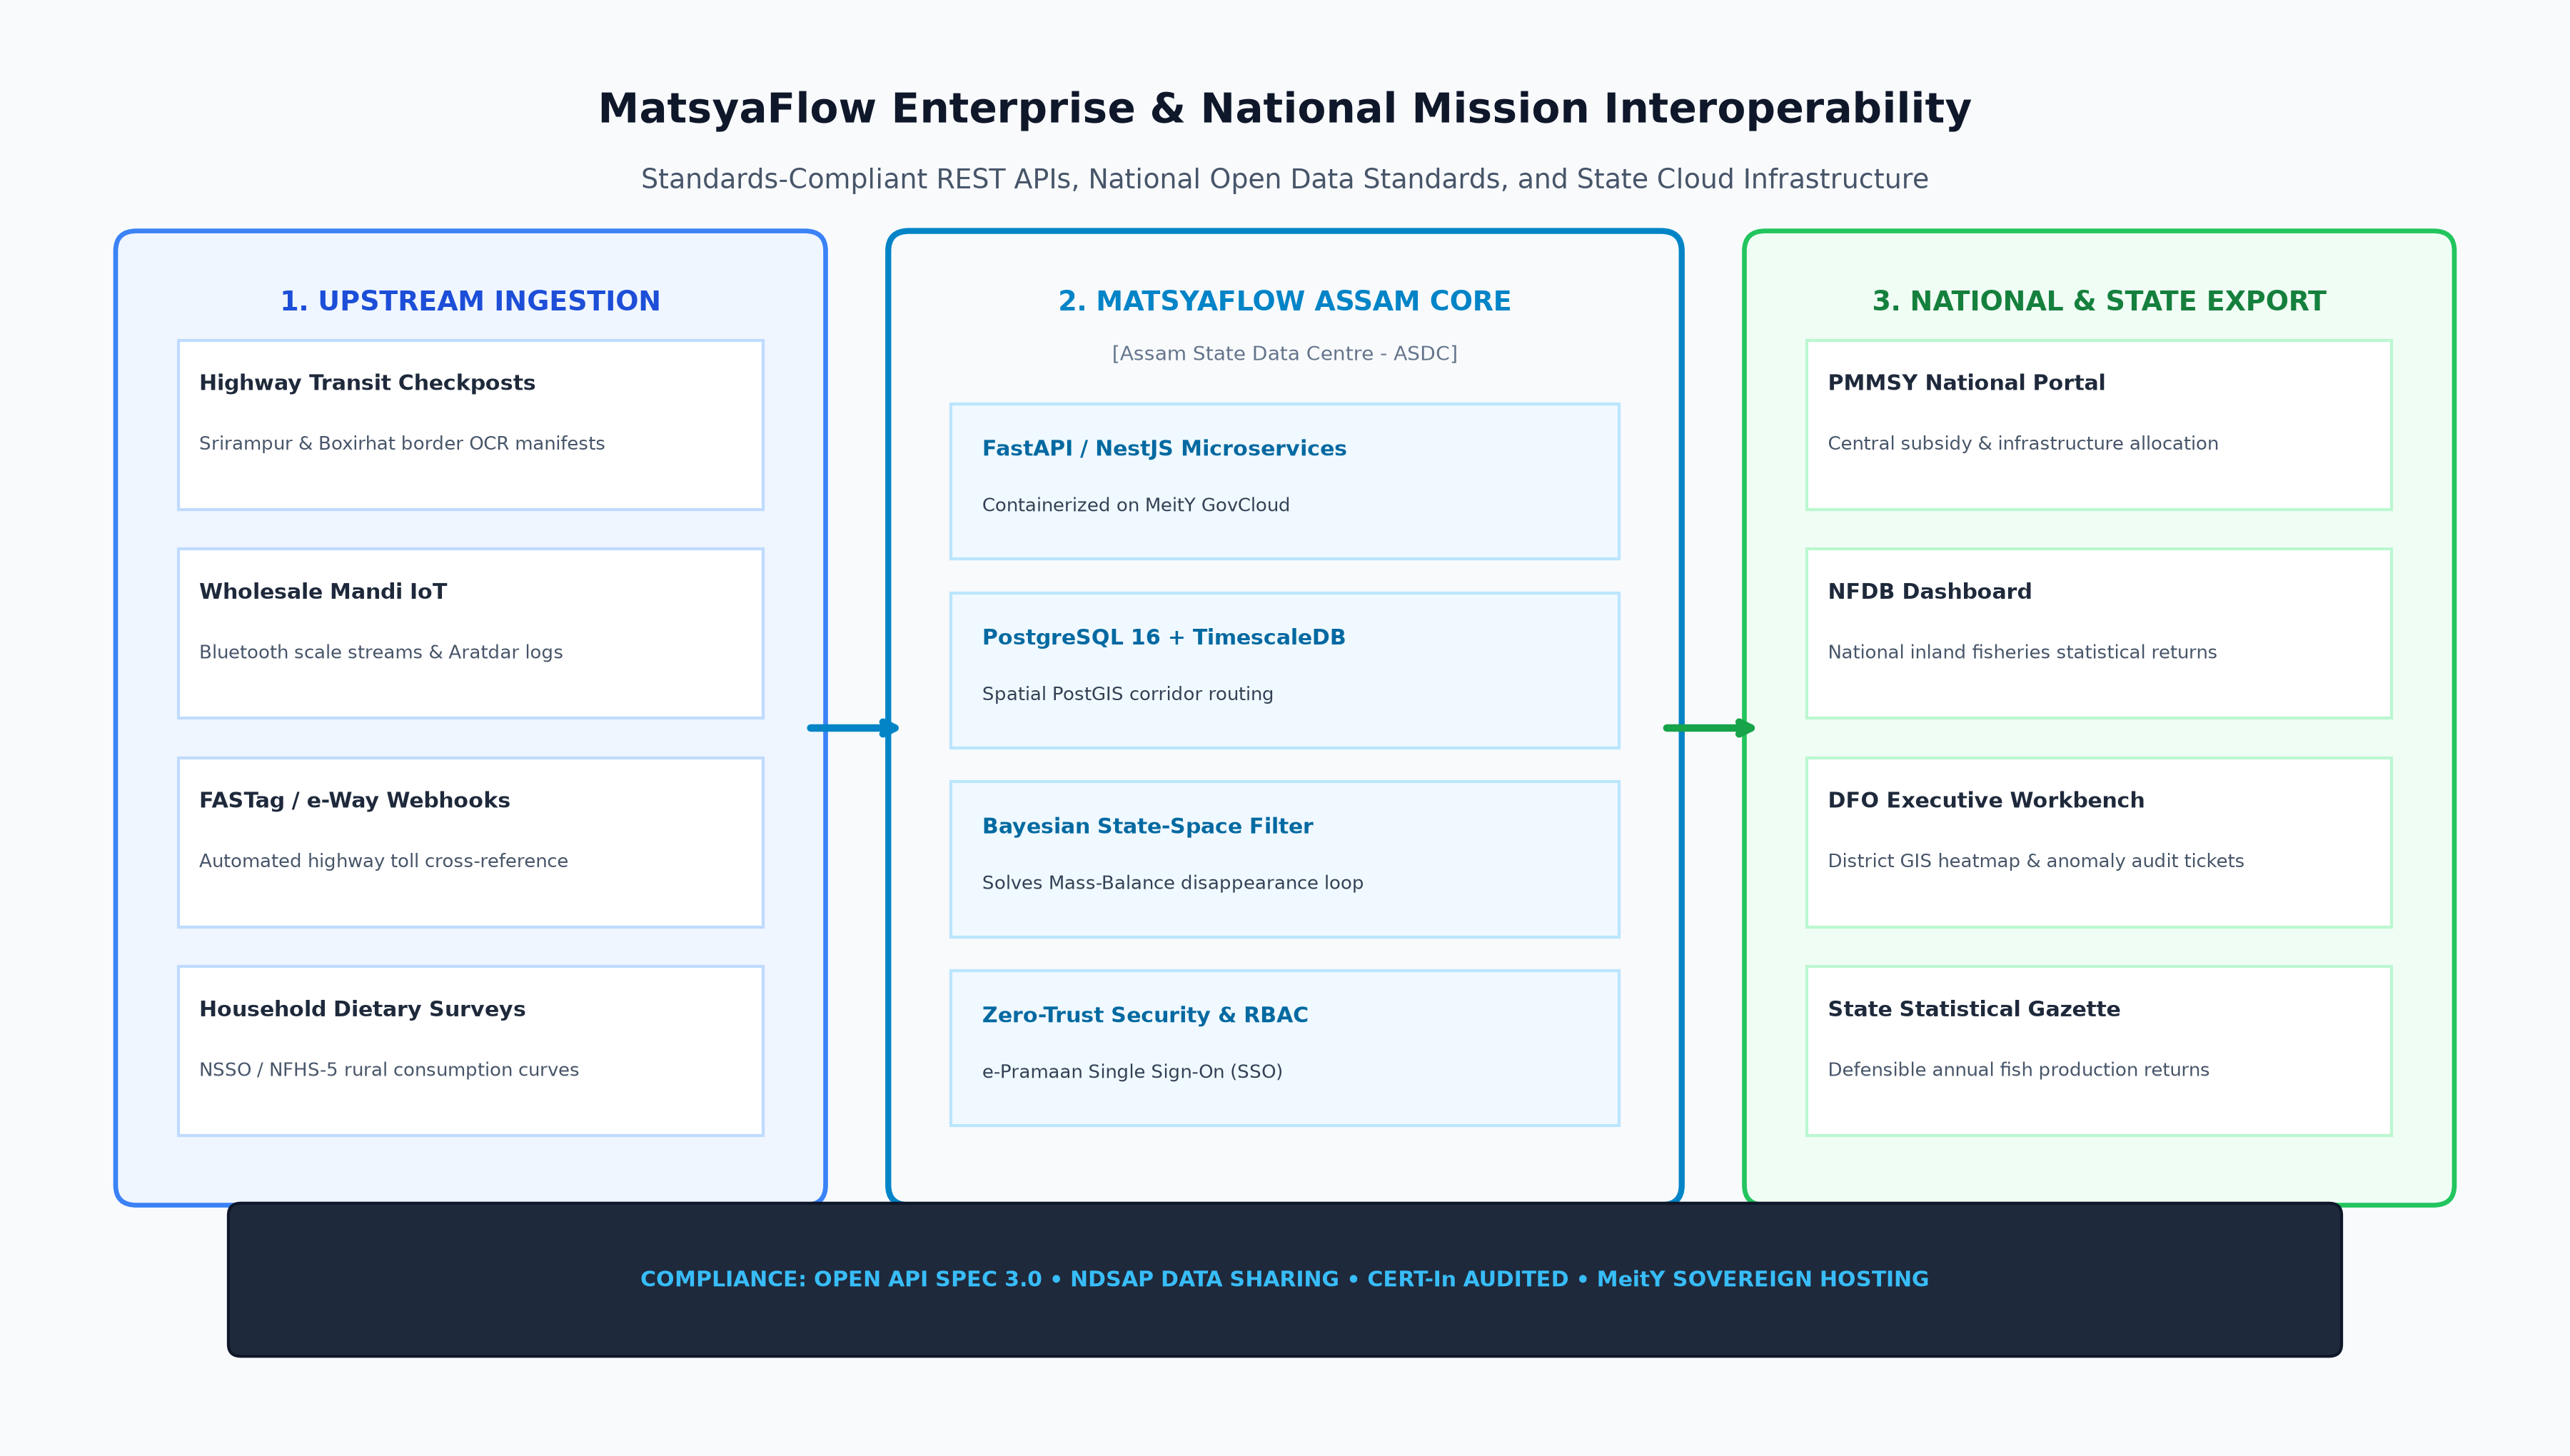 MatsyaFlow Enterprise & National Mission Interoperability
Standards-Compliant REST APIs, National Open Data Standards, and State Cloud Infrastructure
1. UPSTREAM INGESTION
Highway Transit Checkposts
Srirampur & Boxirhat border OCR manifests
Wholesale Mandi IoT
Bluetooth scale streams & Aratdar logs
FASTag / e-Way Webhooks
Automated highway toll cross-reference
Household Dietary Surveys
NSSO / NFHS-5 rural consumption curves
2. MATSYAFLOW ASSAM CORE
[Assam State Data Centre - ASDC]
FastAPI / NestJS Microservices
Containerized on MeitY GovCloud
PostgreSQL 16 + TimescaleDB
Spatial PostGIS corridor routing
Bayesian State-Space Filter
Solves Mass-Balance disappearance loop
Zero-Trust Security & RBAC
e-Pramaan Single Sign-On (SSO)
3. NATIONAL & STATE EXPORT
PMMSY National Portal
Central subsidy & infrastructure allocation
NFDB Dashboard
National inland fisheries statistical returns
DFO Executive Workbench
District GIS heatmap & anomaly audit tickets
State Statistical Gazette
Defensible annual fish production returns
COMPLIANCE: OPEN API SPEC 3.0 • NDSAP DATA SHARING • CERT-In AUDITED • MeitY SOVEREIGN HOSTING